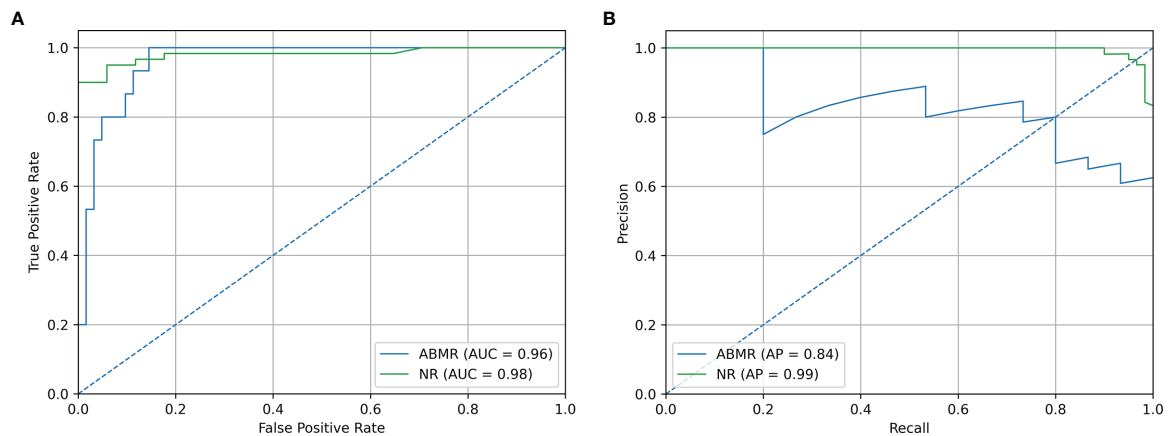 A
B
True Positive Rate
1.0
0.8
0.6
0.4
0.2
0.0
0.0 0.2 0.4 0.6 0.8 1.0
False Positive Rate
ABMR (AUC = 0.96)
NR (AUC = 0.98)
Precision
1.0
0.8
0.6
0.4
0.2
0.0
0.0 0.2 0.4 0.6 0.8 1.0
Recall
ABMR (AP = 0.84)
NR (AP = 0.99)